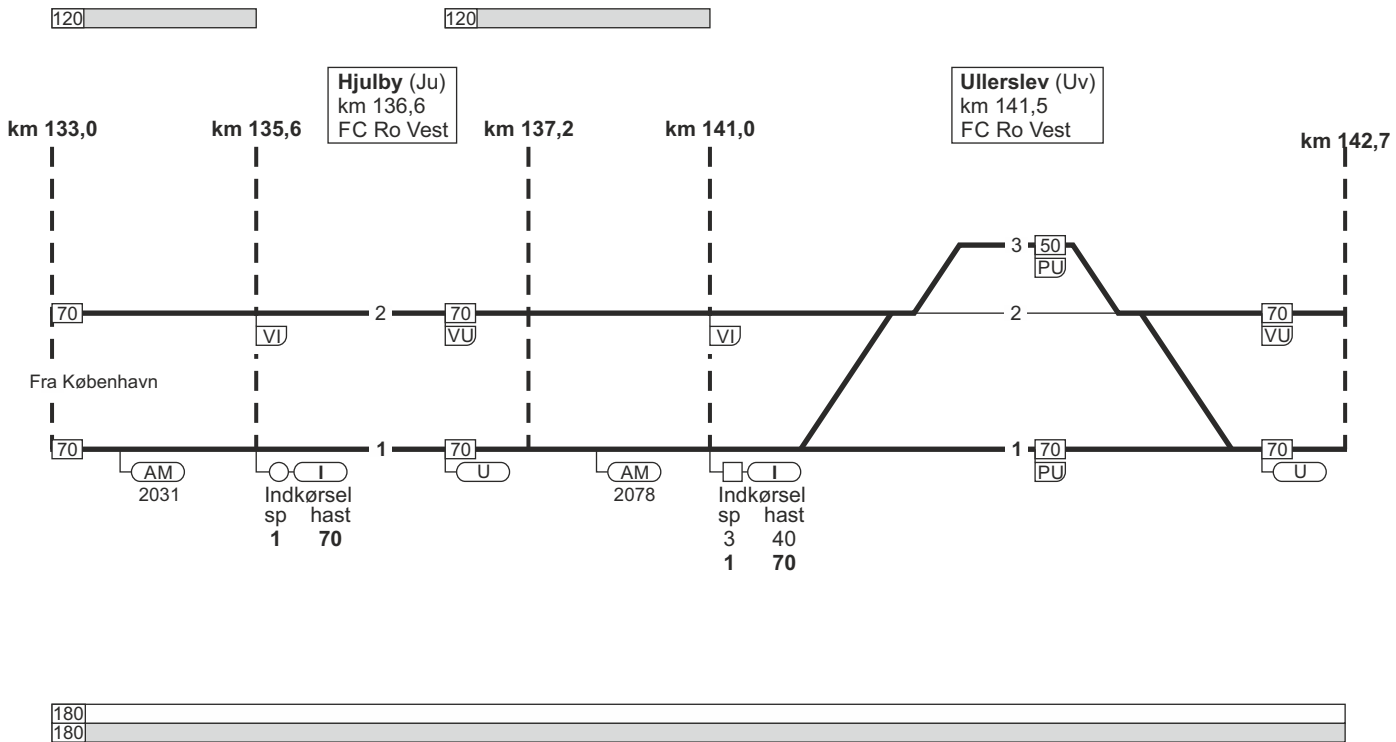 120 120
Hjulby (Ju)
km 136,6
FC Ro Vest
Ullerslev (Uv)
km 141,5
FC Ro Vest
km 133,0 km 135,6 km 137,2 km 141,0 km 142,7
3 50
PU
70 2 70 2 70
VI VU VI VU
Fra København
70 1 70 1 70 70
AM I U AM I PU U
2031 2078
Indkørsel Indkørsel
sp hast sp hast
1 70 3 40
1 70
180
180